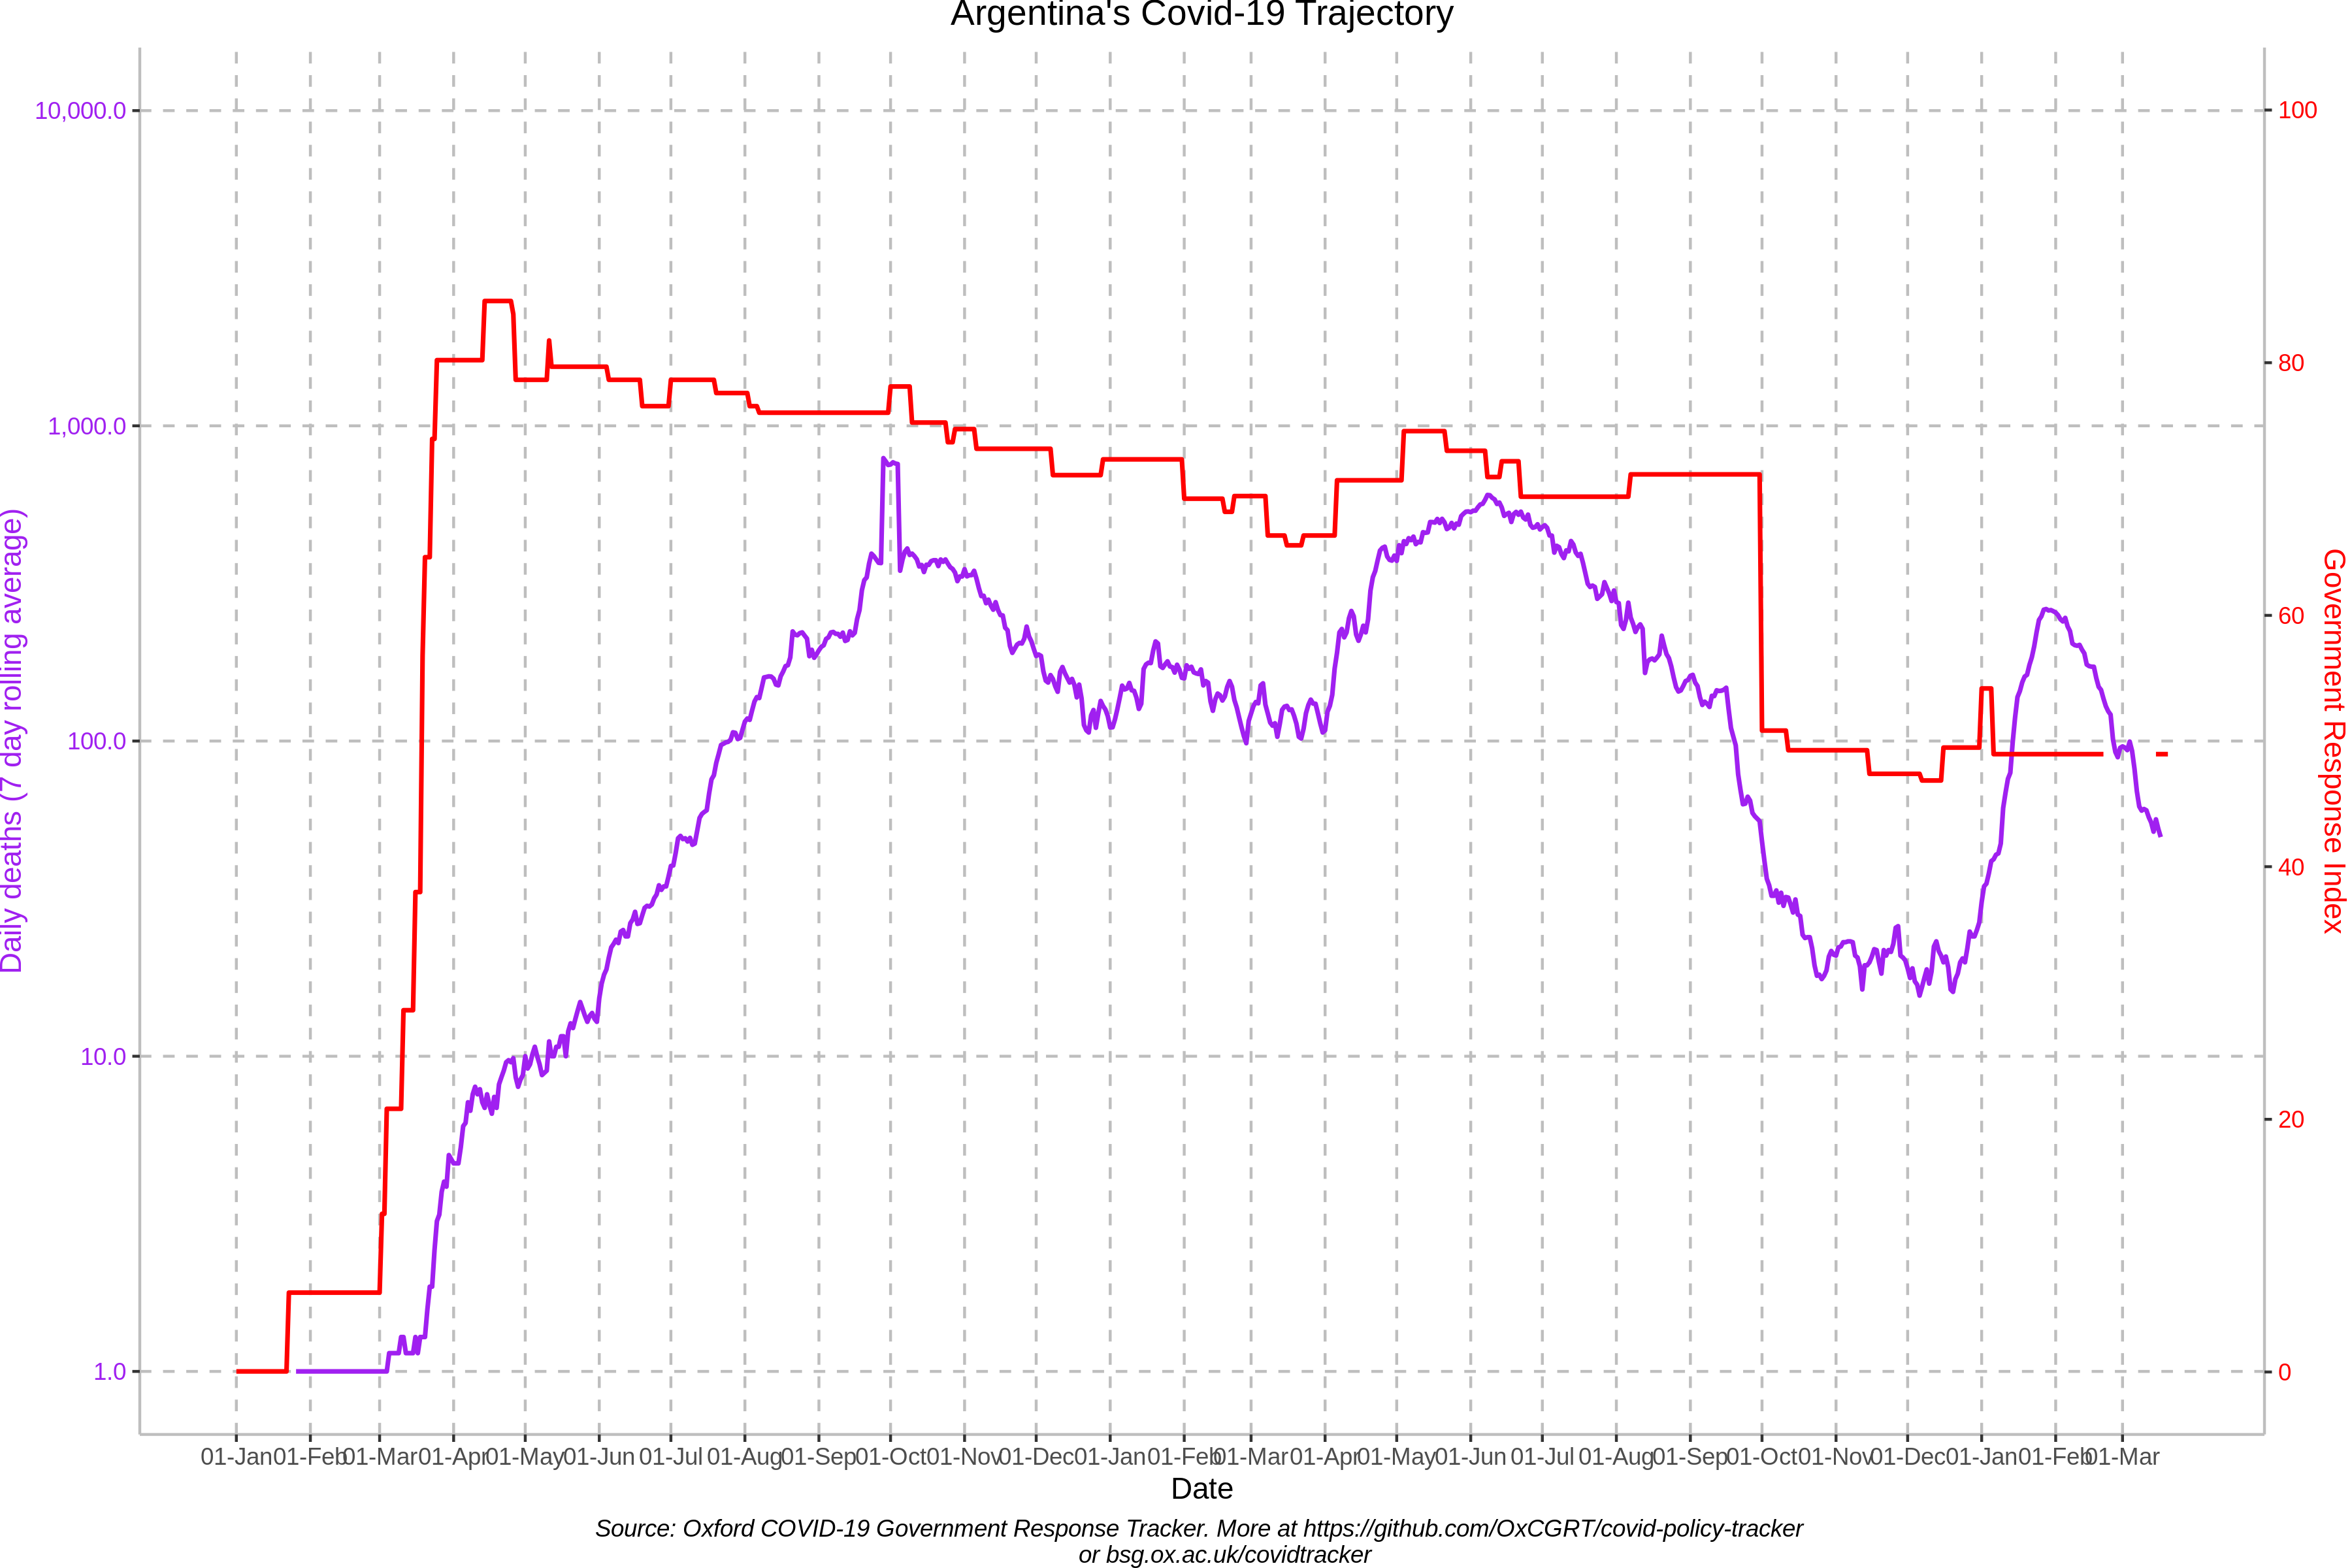 Argentina's Covid-19 Trajectory
10,000.0
1,000.0
100.0
10.0
1.0
Daily deaths (7 day rolling average)
100
80
60
40
20
0
Government Response Index
01-Jan 01-Feb 01-Mar 01-Apr 01-May 01-Jun 01-Jul 01-Aug 01-Sep 01-Oct 01-Nov 01-Dec 01-Jan 01-Feb 01-Mar 01-Apr 01-May 01-Jun 01-Jul 01-Aug 01-Sep 01-Oct 01-Nov 01-Dec 01-Jan 01-Feb 01-Mar
Date
Source: Oxford COVID-19 Government Response Tracker. More at https://github.com/OxCGRT/covid-policy-tracker
or bsg.ox.ac.uk/covidtracker